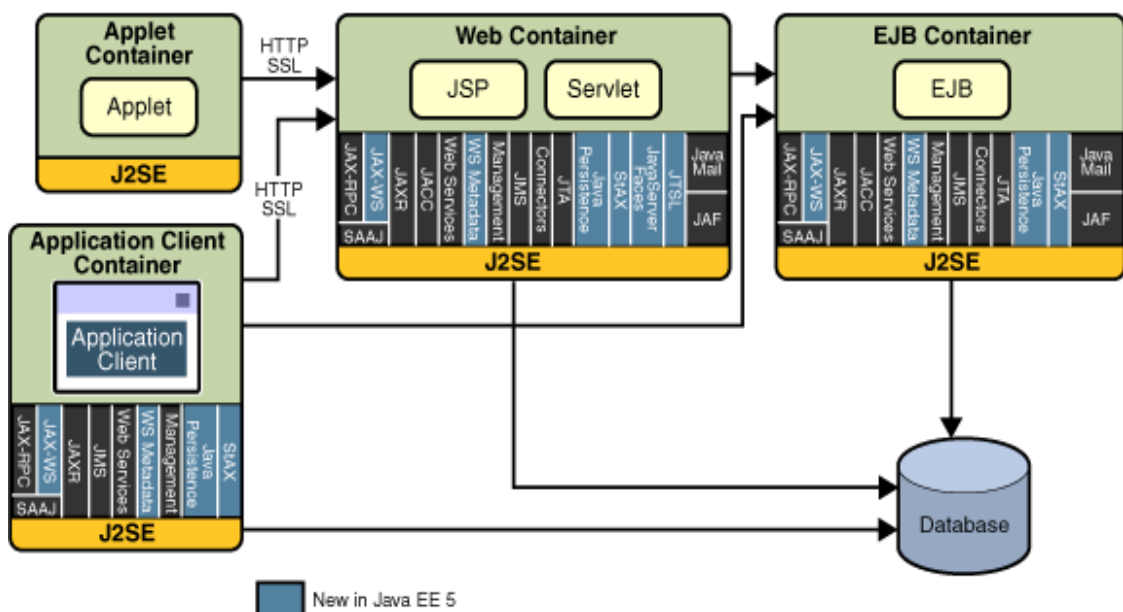 Applet
Container
Applet
J2SE
HTTP
SSL
Web Container
JSP
Servlet
JAX-RPC
JAX-WS
SAAJ
JAXR
JACC
Web Services
WS Metadata
Management
JMS
Connectors
JTA
Java
Persistence
StAX
JavaServer
Faces
JTSL
Java
Mail
JAF
J2SE
EJB Container
EJB
JAX-RPC
JAX-WS
SAAJ
JAXR
JACC
Web Services
WS Metadata
Management
JMS
Connectors
JTA
Java
Persistence
StAX
Java
Mail
JAF
J2SE
HTTP
SSL
Application Client
Container
Application
Client
JAX-RPC
JAX-WS
SAAJ
JAXR
JMS
Web Services
WS Metadata
Management
Java
Persistence
StAX
J2SE
Database
New in Java EE 5